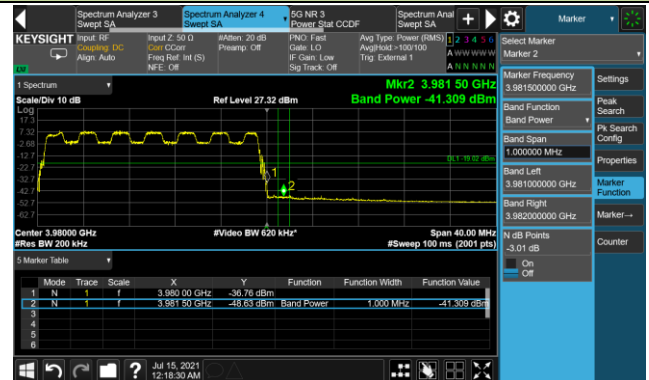 Spectrum Analyzer 3
Swept SA
Spectrum Analyzer 4
Swept SA
5G NR 3
Power Stat CCDF
Spectrum Anal
Swept SA
Marker
KEYSIGHT
Input: RF
Coupling: DC
Align: Auto
Input Z: 50 Ω
Corr CCorr
Freq Ref: Int (S)
NFE: Off
#Atten: 20 dB
Preamp: Off
PNO: Fast
Gate: LO
IF Gain: Low
Sig Track: Off
Avg Type: Power (RMS)
Avg|Hold:>100/100
Trig: External 1
1 2 3 4 5 6
A W W W W W
A N N N N N
Select Marker
Marker 2
1 Spectrum
Scale/Div 10 dB
Log
Ref Level 27.32 dBm
Mkr2 3.981 50 GHz
Band Power -41.309 dBm
17.3
7.32
-2.68
-12.7
-22.7
-32.7
-42.7
-52.7
-62.7
DL1 -19.02 dBm
1
2
Center 3.98000 GHz
#Res BW 200 kHz
#Video BW 620 kHz*
Span 40.00 MHz
#Sweep 100 ms (2001 pts)
5 Marker Table
Mode Trace Scale X Y Function Function Width Function Value
1 N 1 f 3.980 00 GHz -36.76 dBm
2 N 1 f 3.981 50 GHz -48.63 dBm Band Power 1.000 MHz -41.309 dBm
3
4
5
6
Marker Frequency
3.981500000 GHz
Band Function
Band Power
Band Span
1.000000 MHz
Band Left
3.981000000 GHz
Band Right
3.982000000 GHz
N dB Points
-3.01 dB
On
Off
Settings
Peak
Search
Pk Search
Config
Properties
Marker
Function
Marker→
Counter
?
Jul 15, 2021
12:18:30 AM